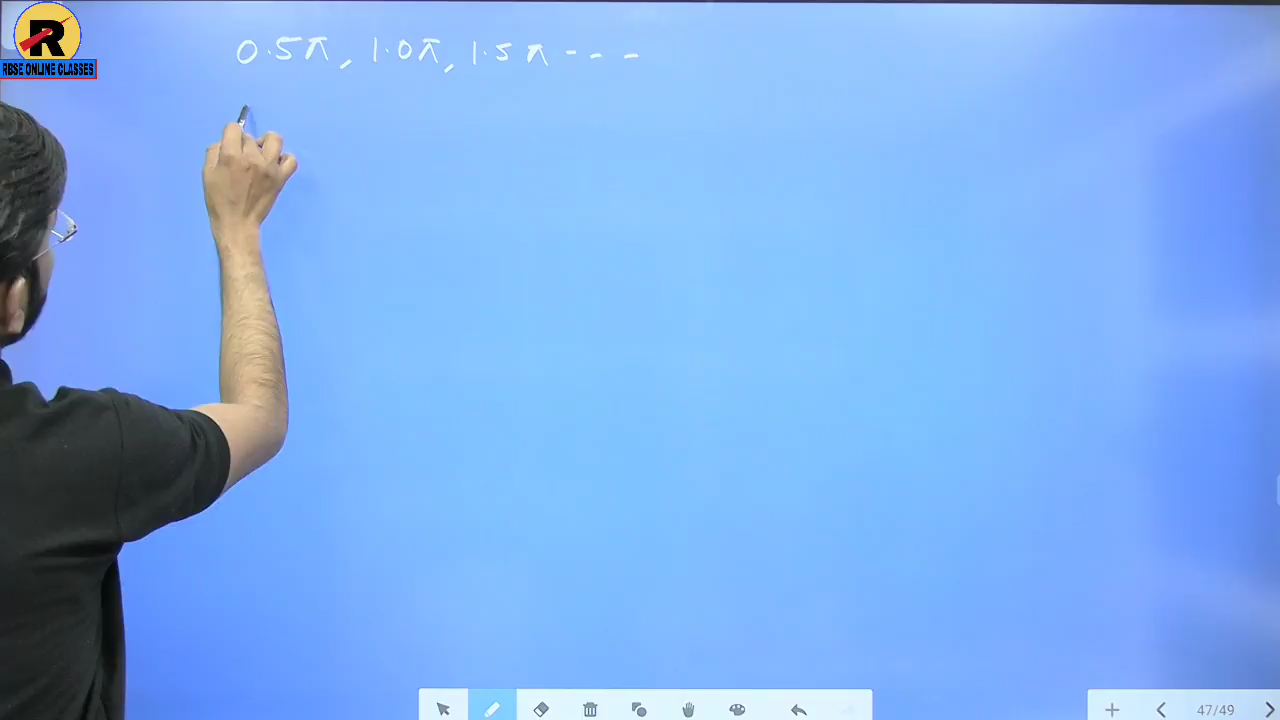 R
RBSE ONLINE CLASSES
0.5π, 1.0π, 1.5π - - -
47/49